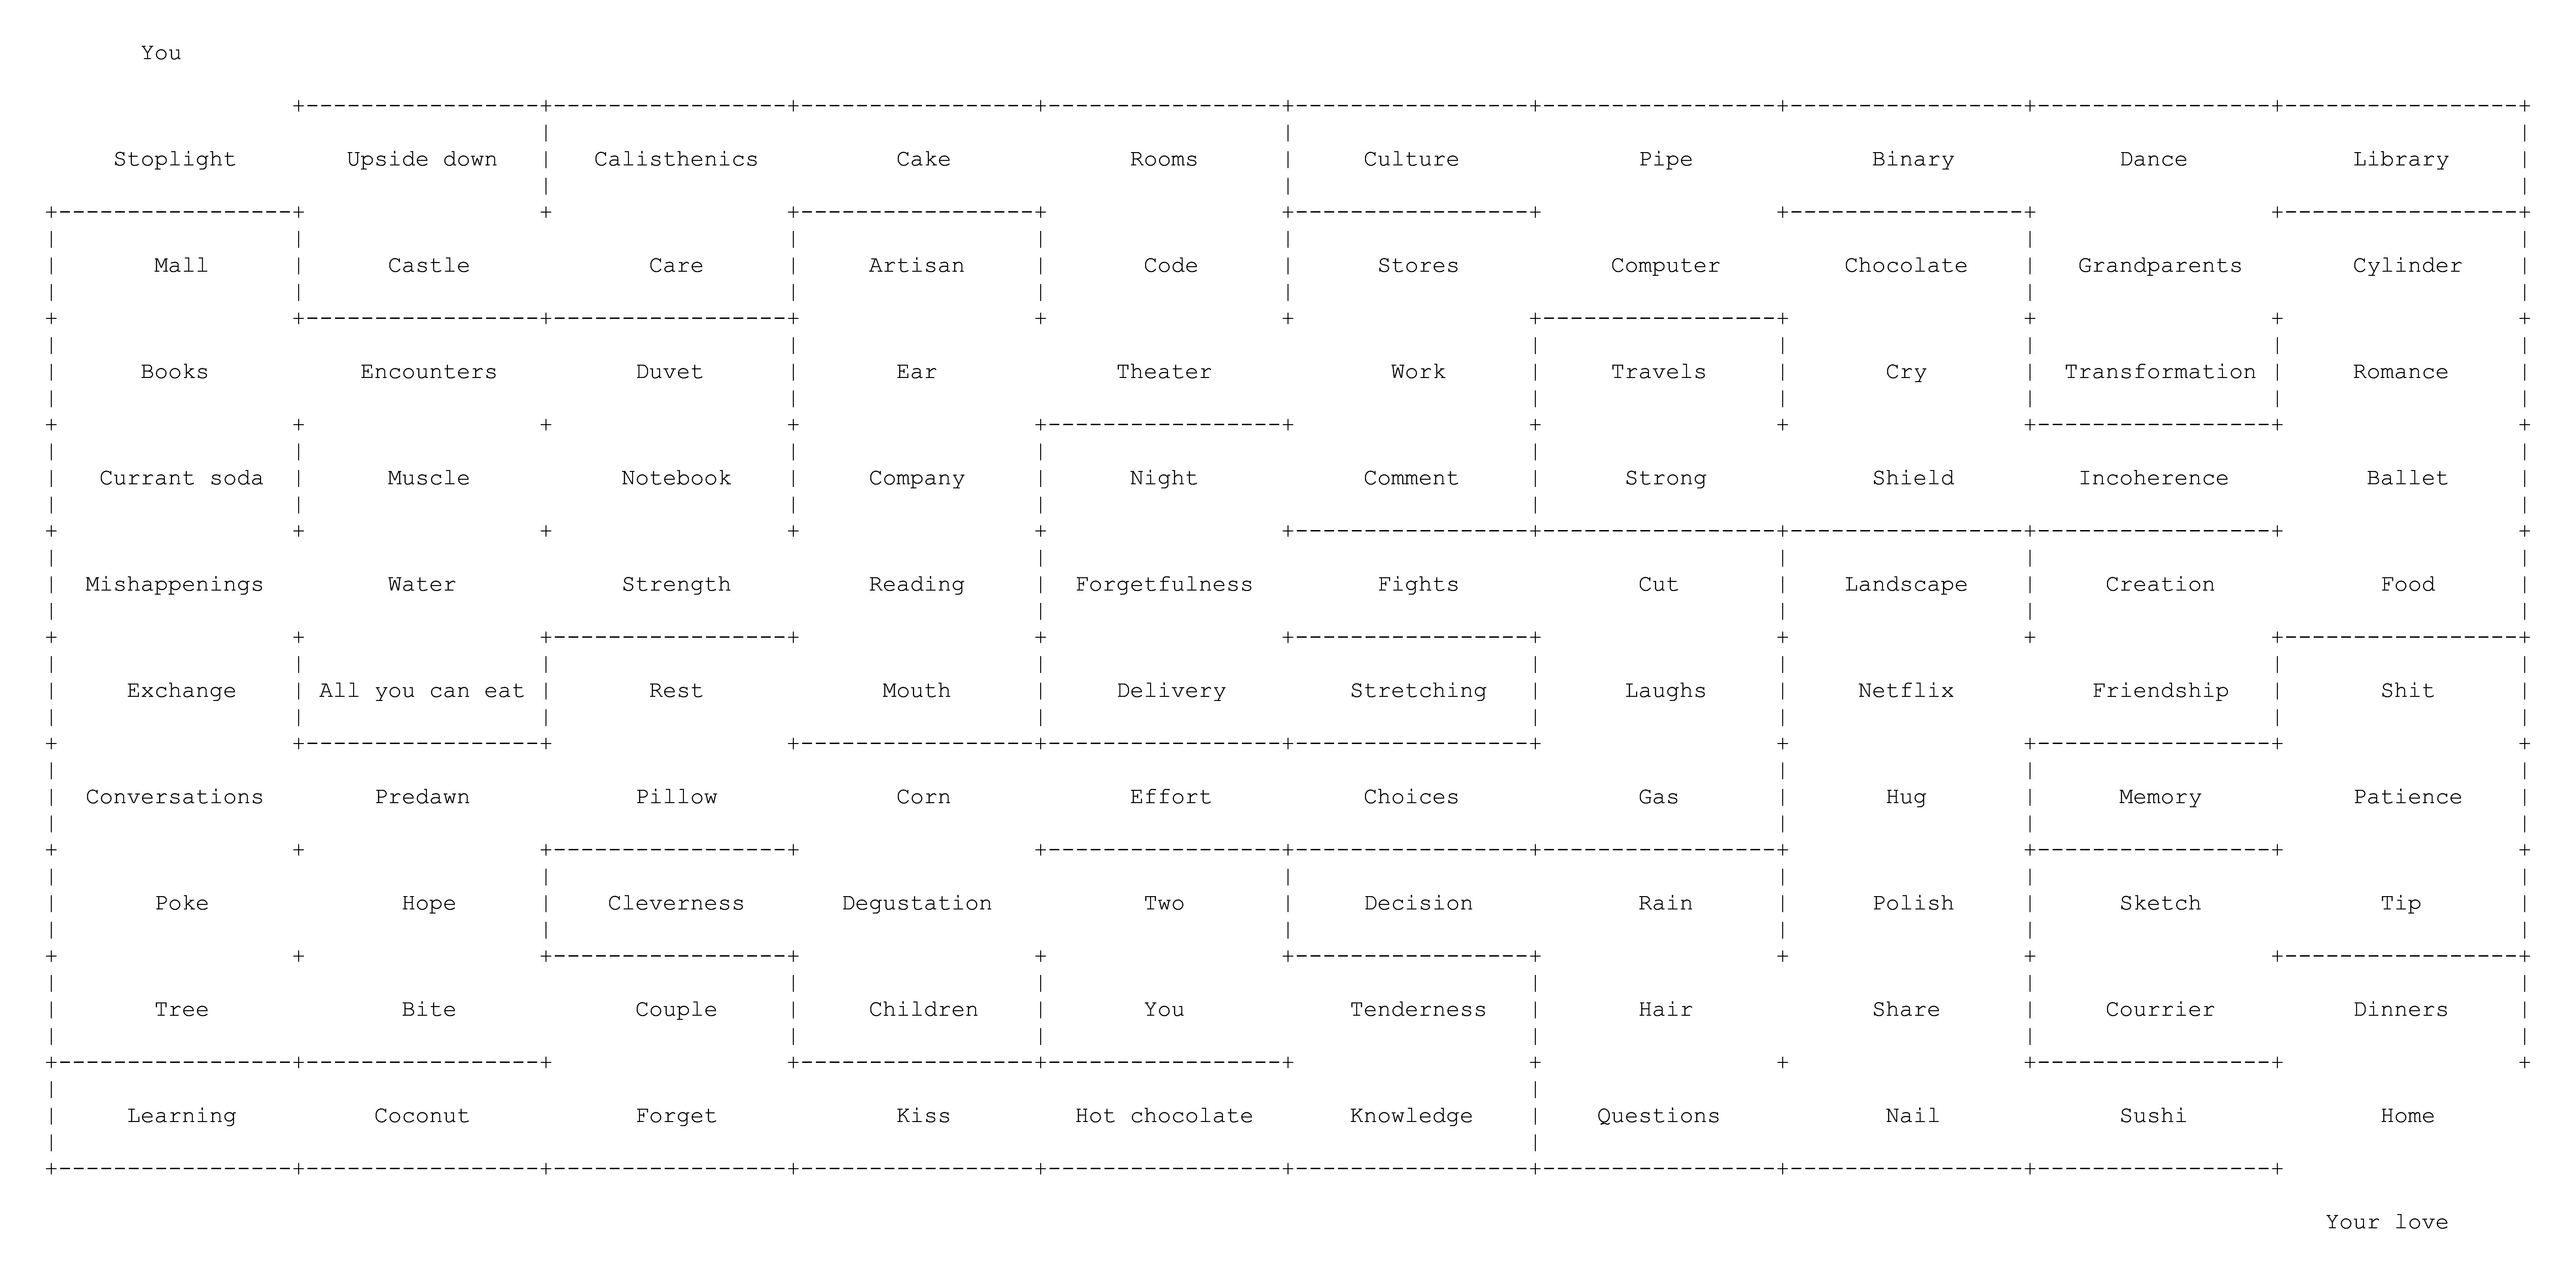 You
Stoplight Upside down Calisthenics Cake Rooms Culture Pipe Binary Dance Library
Mall Castle Care Artisan Code Stores Computer Chocolate Grandparents Cylinder
Books Encounters Duvet Ear Theater Work Travels Cry Transformation Romance
Currant soda Muscle Notebook Company Night Comment Strong Shield Incoherence Ballet
Mishappenings Water Strength Reading Forgetfulness Fights Cut Landscape Creation Food
Exchange All you can eat Rest Mouth Delivery Stretching Laughs Netflix Friendship Shit
Conversations Predawn Pillow Corn Effort Choices Gas Hug Memory Patience
Poke Hope Cleverness Degustation Two Decision Rain Polish Sketch Tip
Tree Bite Couple Children You Tenderness Hair Share Courrier Dinners
Learning Coconut Forget Kiss Hot chocolate Knowledge Questions Nail Sushi Home
Your love